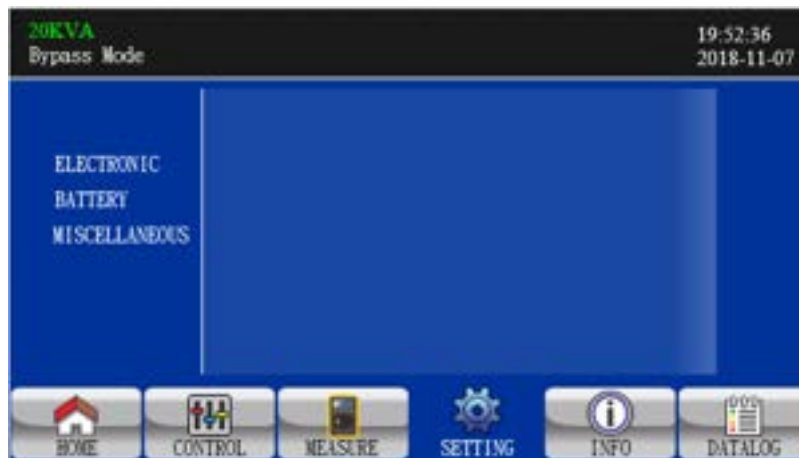 20KVA
Bypass Mode
19:52:36
2018-11-07
ELECTRONIC
BATTERY
MISCELLANEOUS
HOME
CONTROL
MEASURE
SETTING
INFO
DATALOG